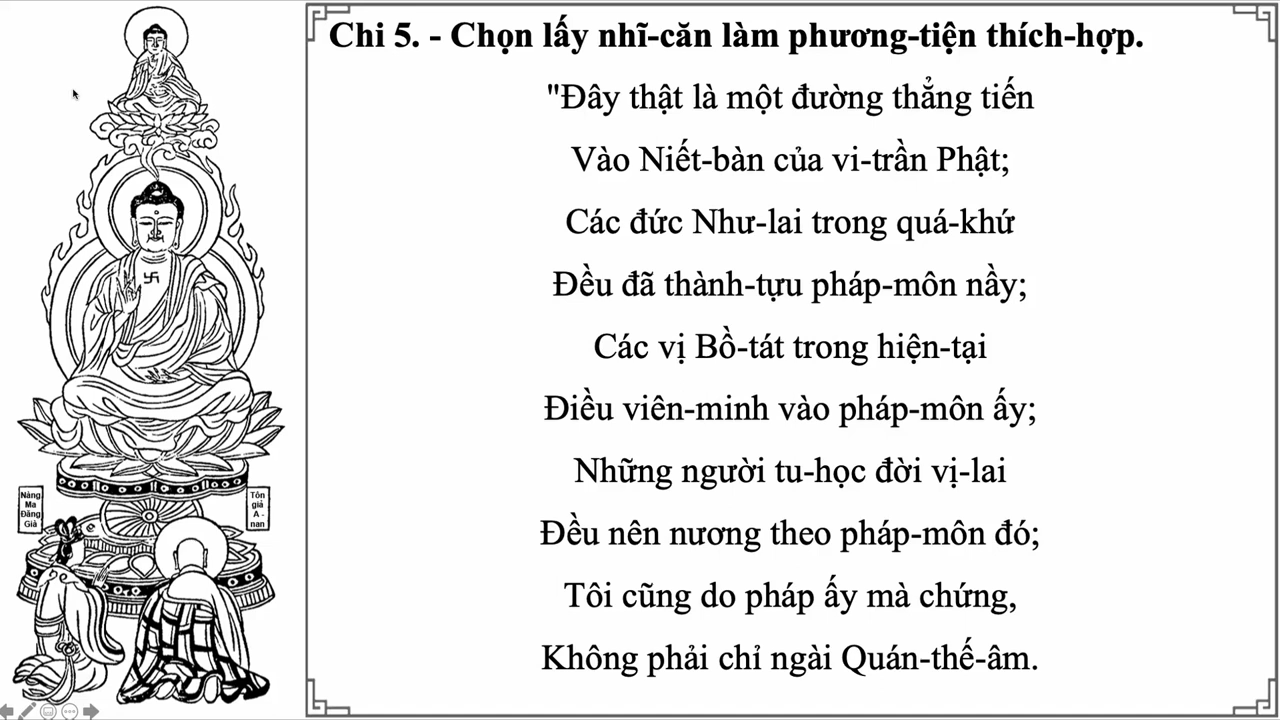 Chi 5. - Chọn lấy nhĩ-căn làm phương-tiện thích-hợp.
"Đây thật là một đường thẳng tiến
Vào Niết-bàn của vi-trần Phật;
Các đức Như-lai trong quá-khứ
Đều đã thành-tựu pháp-môn nầy;
Các vị Bồ-tát trong hiện-tại
Điều viên-minh vào pháp-môn ấy;
Những người tu-học đời vị-lai
Đều nên nương theo pháp-môn đó;
Tôi cũng do pháp ấy mà chứng,
Không phải chỉ ngài Quán-thế-âm.
Nàng
Ma
Đăng
Già
Tôn
giả
A -
nan